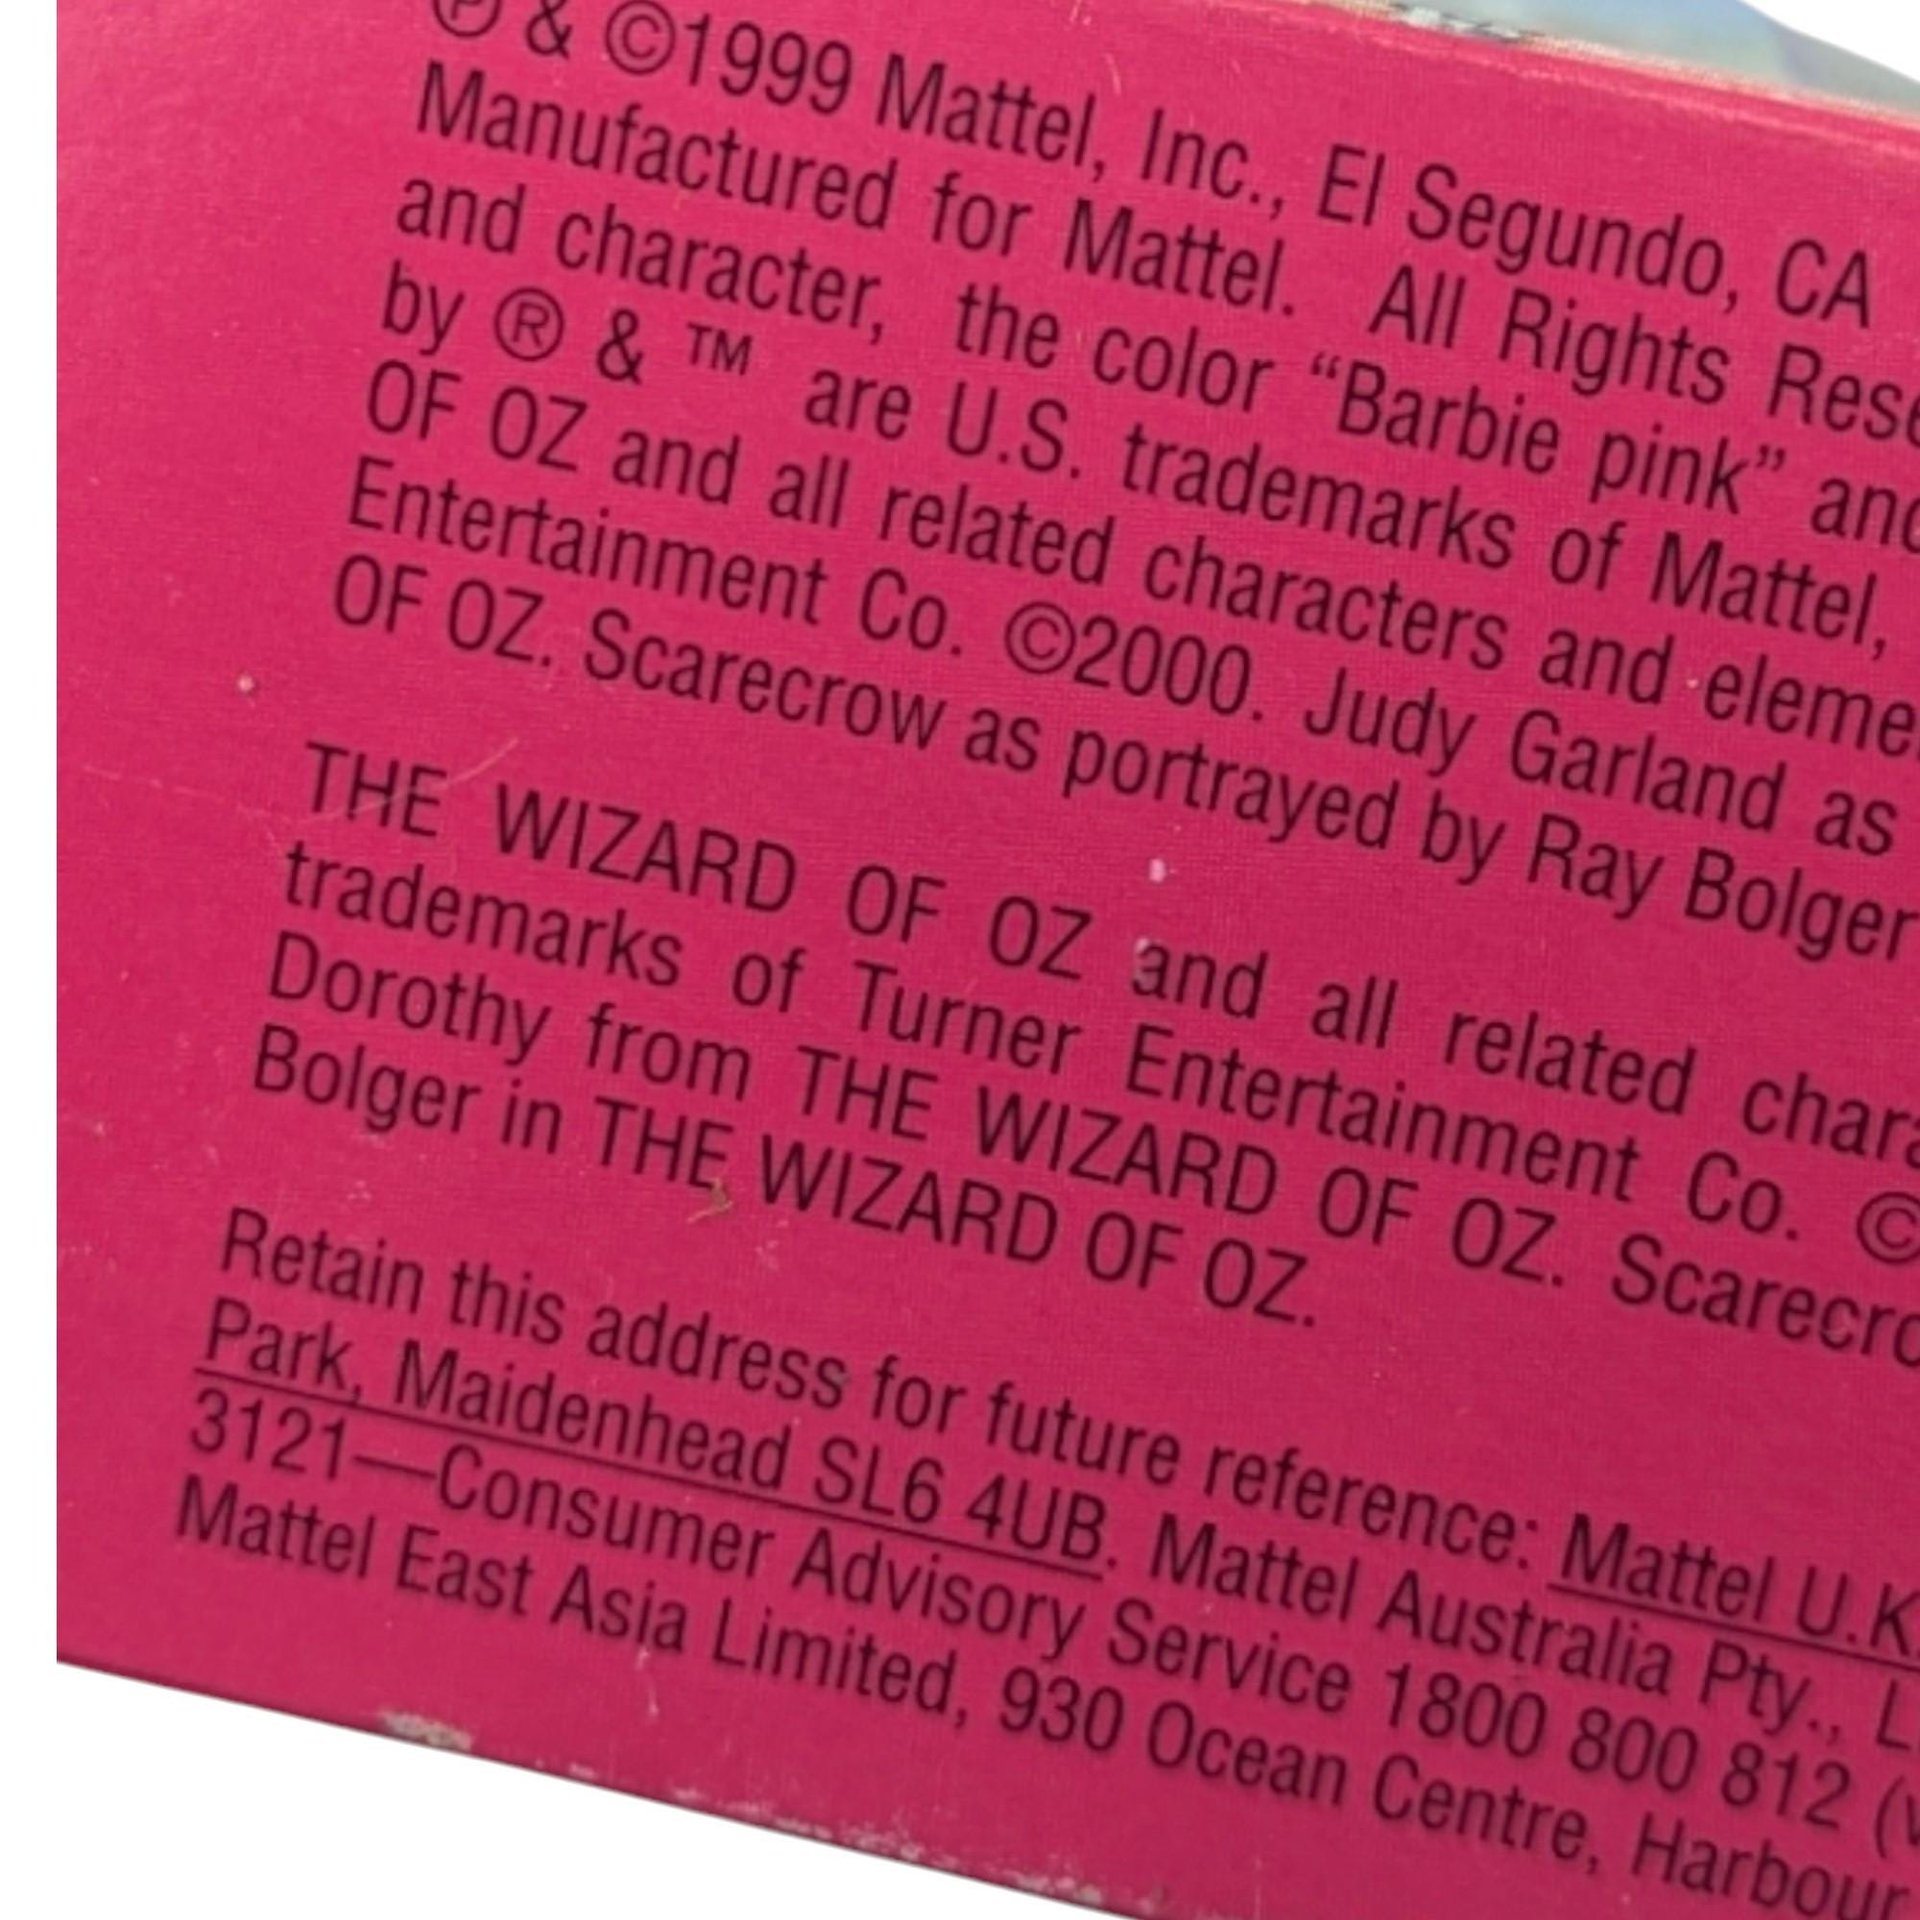 Ⓟ & ©1999 Mattel, Inc., El Segundo, CA
Manufactured for Mattel. All Rights Rese
and character, the color “Barbie pink” and
by ® & ™ are U.S. trademarks of Mattel,
OF OZ and all related characters and eleme
Entertainment Co. ©2000. Judy Garland as
OF OZ. Scarecrow as portrayed by Ray Bolger
THE WIZARD OF OZ and all related chara
trademarks of Turner Entertainment Co. ©
Dorothy from THE WIZARD OF OZ. Scarecro
Bolger in THE WIZARD OF OZ.
Retain this address for future reference: Mattel U.K.
Park, Maidenhead SL6 4UB. Mattel Australia Pty., L
3121—Consumer Advisory Service 1800 800 812 (v
Mattel East Asia Limited, 930 Ocean Centre, Harbour